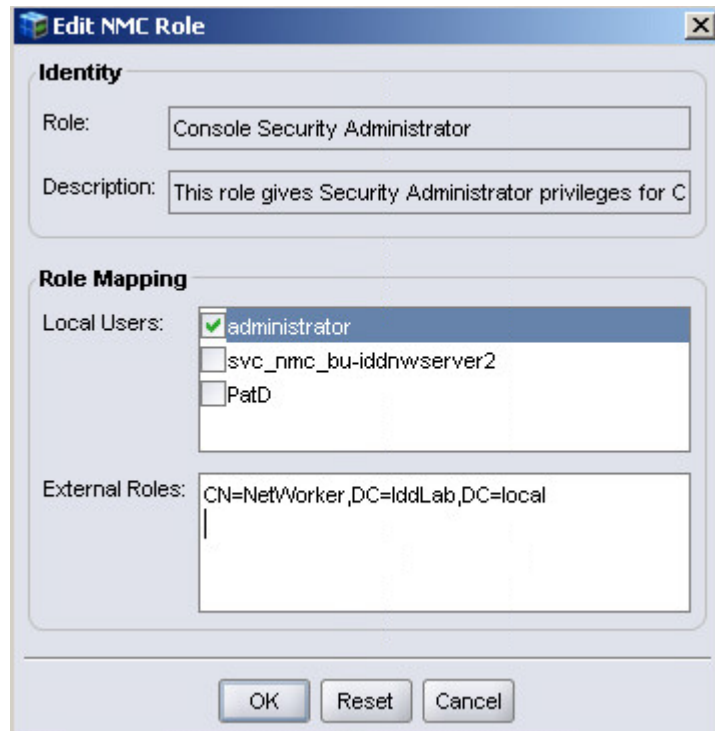 Edit NMC Role
Identity
Role: Console Security Administrator
Description: This role gives Security Administrator privileges for C
Role Mapping
Local Users: administrator
svc_nmc_bu-iddnwserver2
PatD
External Roles: CN=NetWorker,DC=IddLab,DC=local
OK Reset Cancel